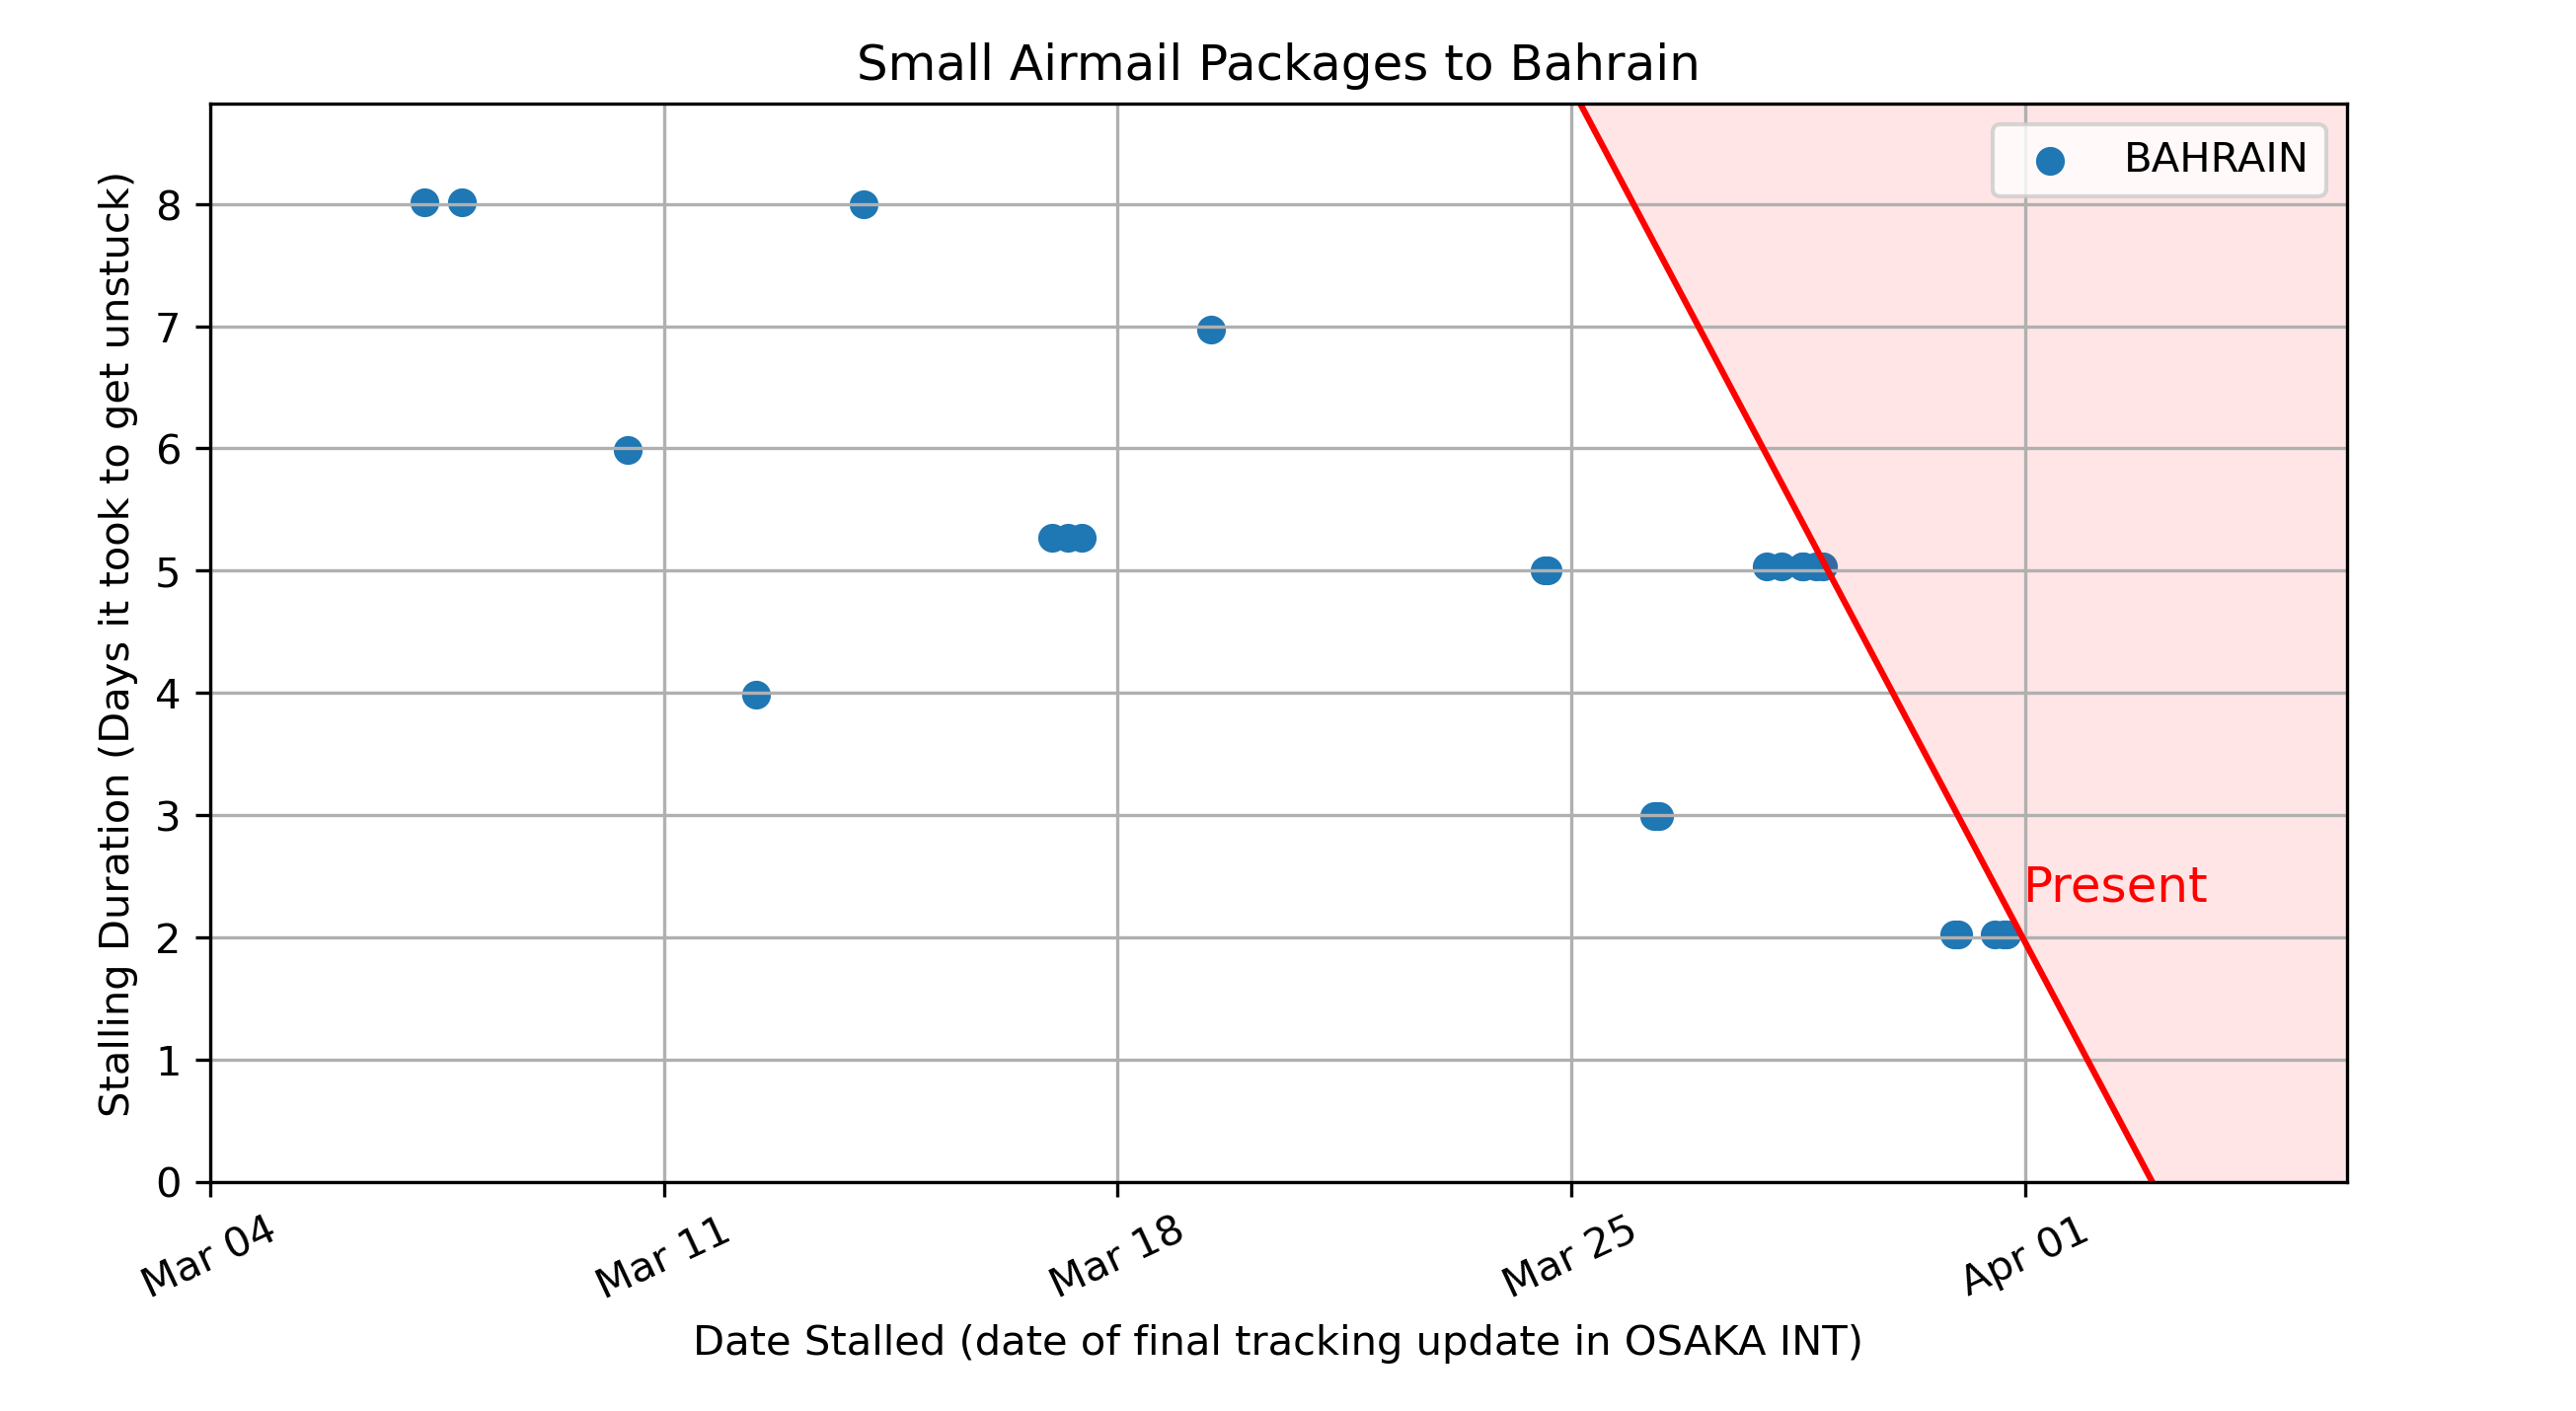 Small Airmail Packages to Bahrain
BAHRAIN
Stalling Duration (Days it took to get unstuck)
8
7
6
5
4
3
2
1
0
Present
Mar 04
Mar 11
Mar 18
Mar 25
Apr 01
Date Stalled (date of final tracking update in OSAKA INT)